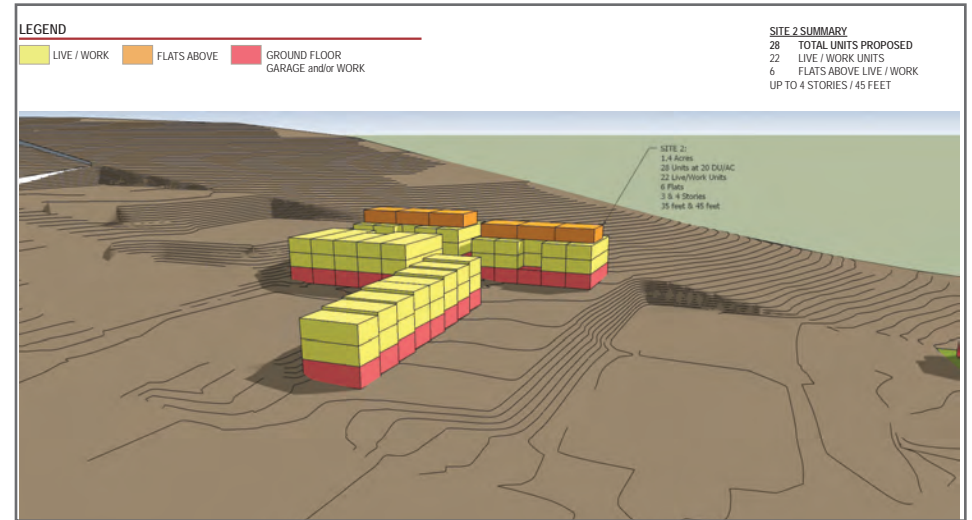 LEGEND
LIVE / WORK
FLATS ABOVE
GROUND FLOOR
GARAGE and/or WORK
SITE 2 SUMMARY
28 TOTAL UNITS PROPOSED
22 LIVE / WORK UNITS
6 FLATS ABOVE LIVE / WORK
UP TO 4 STORIES / 45 FEET
SITE 2:
1.4 Acres
28 Units at 20 DU/AC
22 Live/Work Units
6 Flats
3 & 4 Stories
35 feet & 45 feet